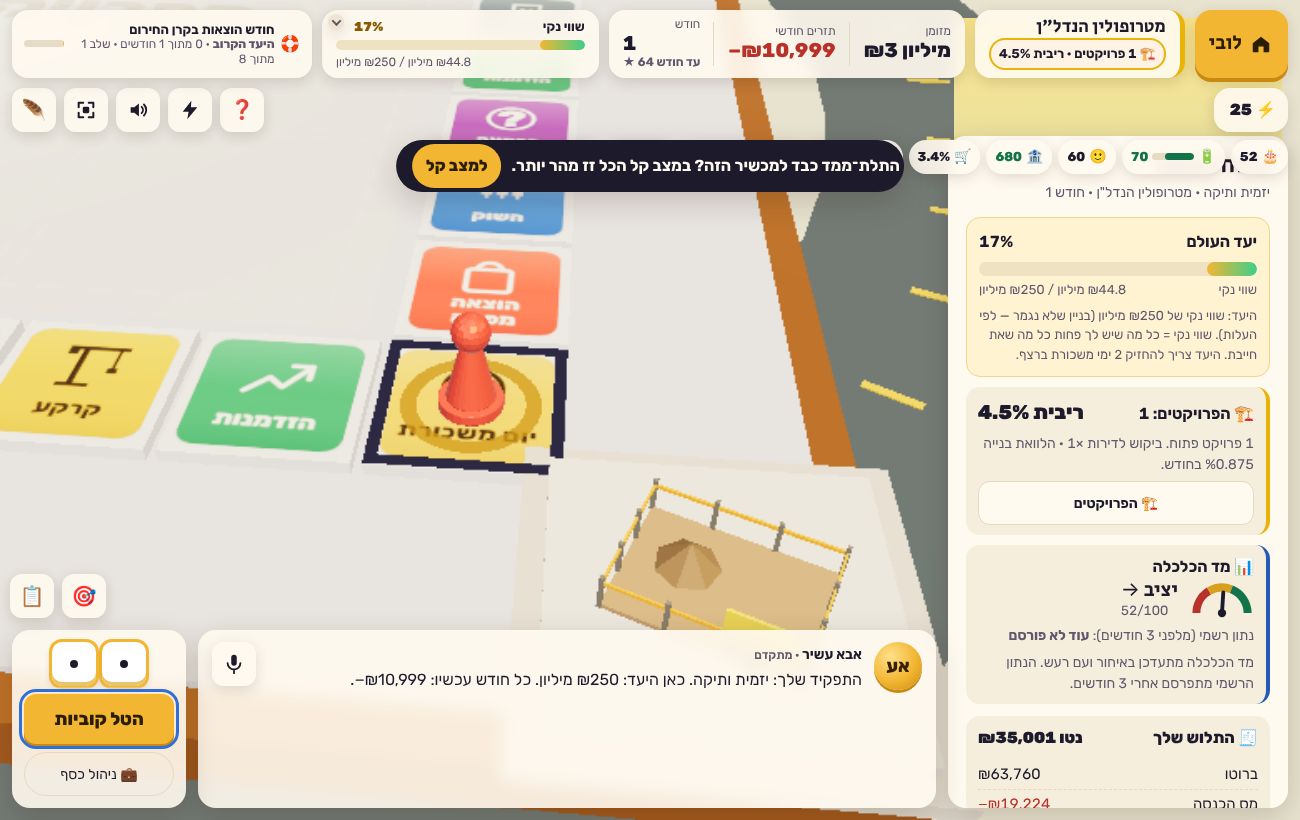 לובי
מטרופולין הנדל״ן
🏗️ 1 פרויקטים • ריבית 4.5%
מזומן
₪3 מיליון
תזרים חודשי
−₪10,999
חודש
1
עד חודש 64 ★
שווי נקי
17%
₪44.8 מיליון / ₪250 מיליון
חודש הוצאות בקרן החירום
היעד הקרוב • 0 מתוך 1 חודשים • שלב 1
מתוך 8
25
52
70
60
680
3.4%
התלת־ממד כבד למכשיר הזה? במצב קל הכל זז מהר יותר.
למצב קל
יזמית ותיקה • מטרופולין הנדל"ן • חודש 1
יעד העולם
17%
שווי נקי
₪44.8 מיליון / ₪250 מיליון
היעד: שווי נקי של ₪250 מיליון (בניין שלא נגמר – לפי
העלות). שווי נקי = כל מה שיש לך פחות כל מה שאת
חייבת. היעד צריך להחזיק 2 ימי משכורת ברצף.
🏗️ הפרויקטים: 1
ריבית 4.5%
1 פרויקט פתוח. ביקוש לדירות ×1 • הלוואת בנייה
0.875% בחודש.
🏗️ הפרויקטים
📊 מד הכלכלה
יציב →
52/100
נתון רשמי (מלפני 3 חודשים): עוד לא פורסם
מד הכלכלה מתעדכן באיחור ועם רעש. הנתון
הרשמי מתפרסם אחרי 3 חודשים.
🧾 התלוש שלך
נטו ₪35,001
ברוטו
₪63,760
מס הכנסה
−₪19,224
השוק
הוצאה
הזדמנות
קרקע
יום משכורת
אע
אבא עשיר • מתקדם
התפקיד שלך: יזמית ותיקה. כאן היעד: ₪250 מיליון. כל חודש עכשיו: −₪10,999.
הטל קוביות
💼 ניהול כסף